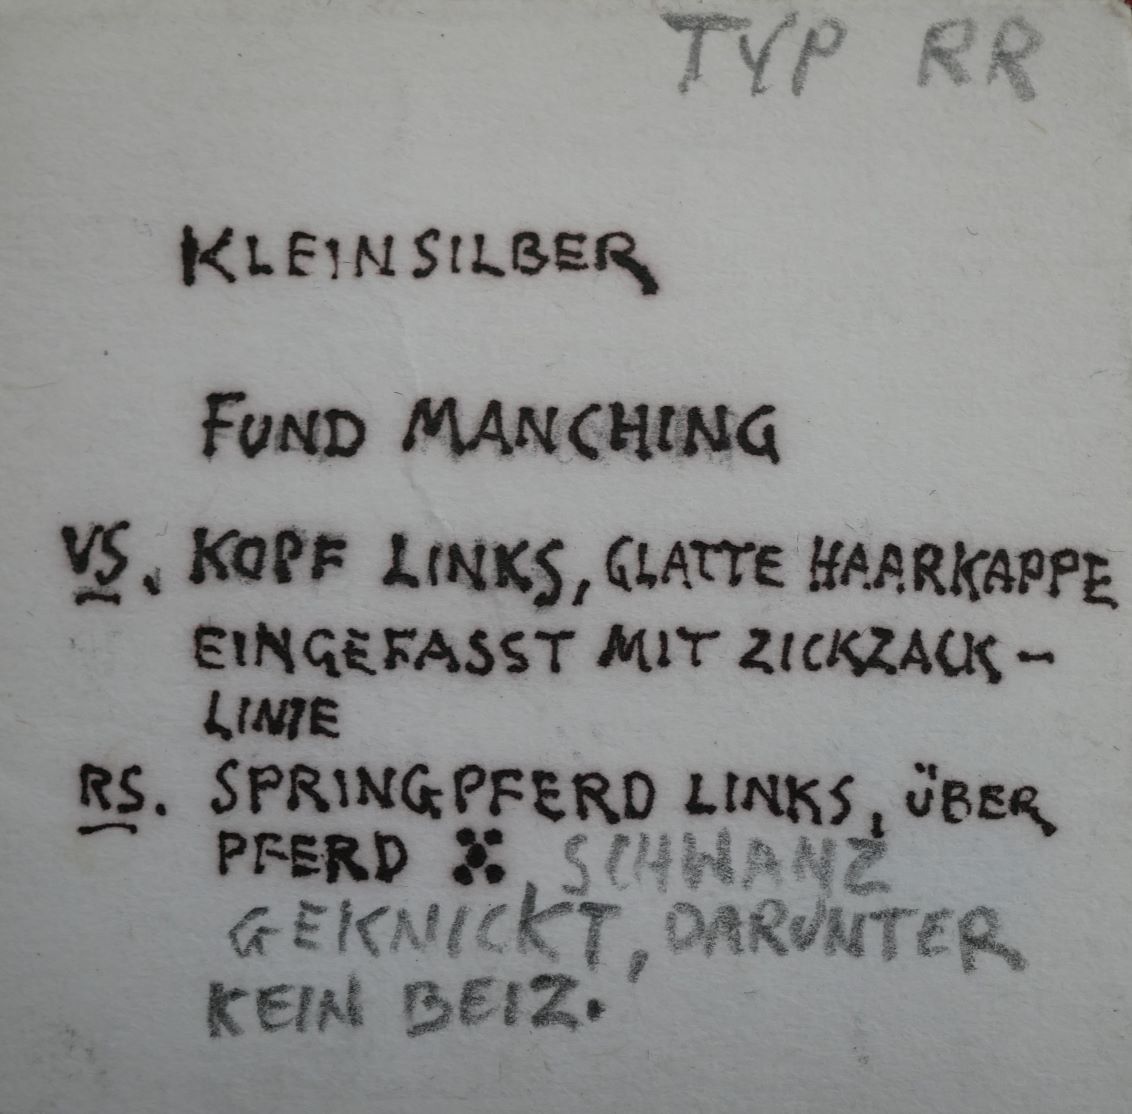 TYP RR
KLEINSILBER
FUND MANCHING
VS. KOPF LINKS, GLATTE HAARKAPPE
EINGEFASST MIT ZICKZACK-
LINIE
RS. SPRINGPFERD LINKS, ÜBER
PFERD ⁙, SCHWANZ
GEKNICKT, DARUNTER
KEIN BEIZ.